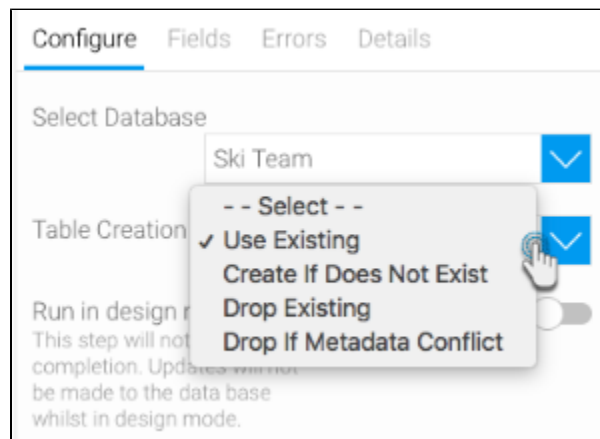 Configure Fields Errors Details
Select Database
Ski Team
- - Select - -
Table Creation
✓ Use Existing
Create If Does Not Exist
Drop Existing
Drop If Metadata Conflict
Run in design
This step will not
completion. Updates will not
be made to the data base
whilst in design mode.